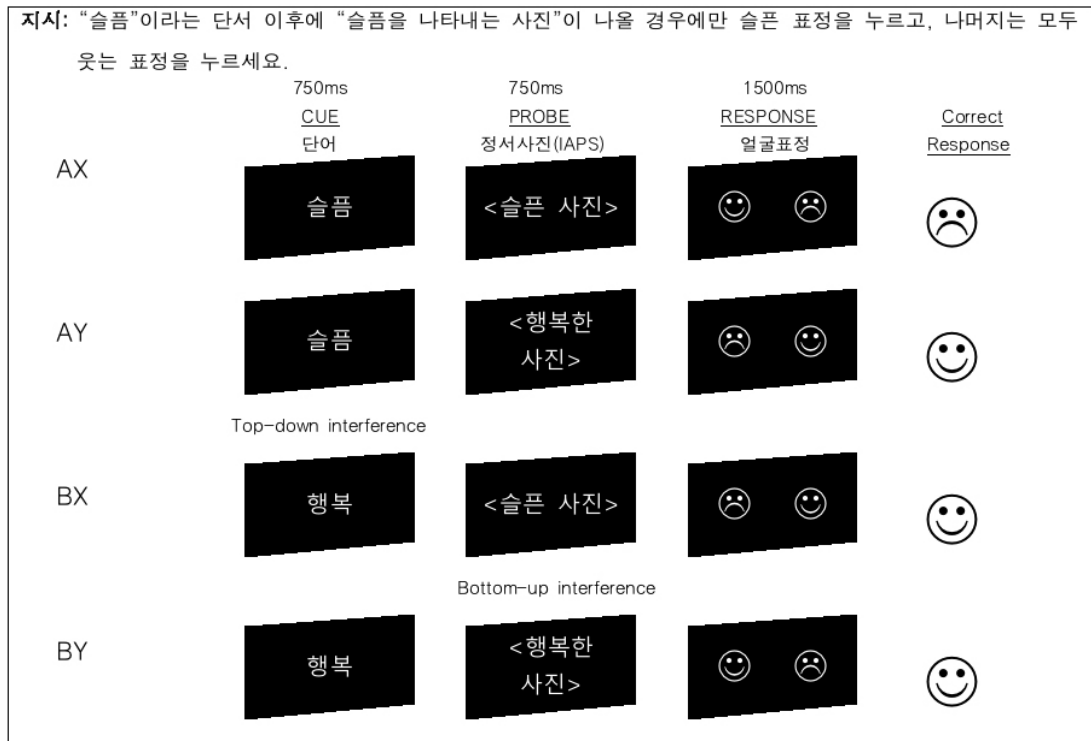 지시: “슬픔”이라는 단서 이후에 “슬픔을 나타내는 사진”이 나올 경우에만 슬픈 표정을 누르고, 나머지는 모두
웃는 표정을 누르세요.
750ms 750ms 1500ms
CUE PROBE RESPONSE Correct
단어 정서사진(IAPS) 얼굴표정 Response
AX
슬픔 <슬픈 사진>
AY
슬픔 <행복한
사진>
Top-down interference
BX
행복 <슬픈 사진>
Bottom-up interference
BY
행복 <행복한
사진>